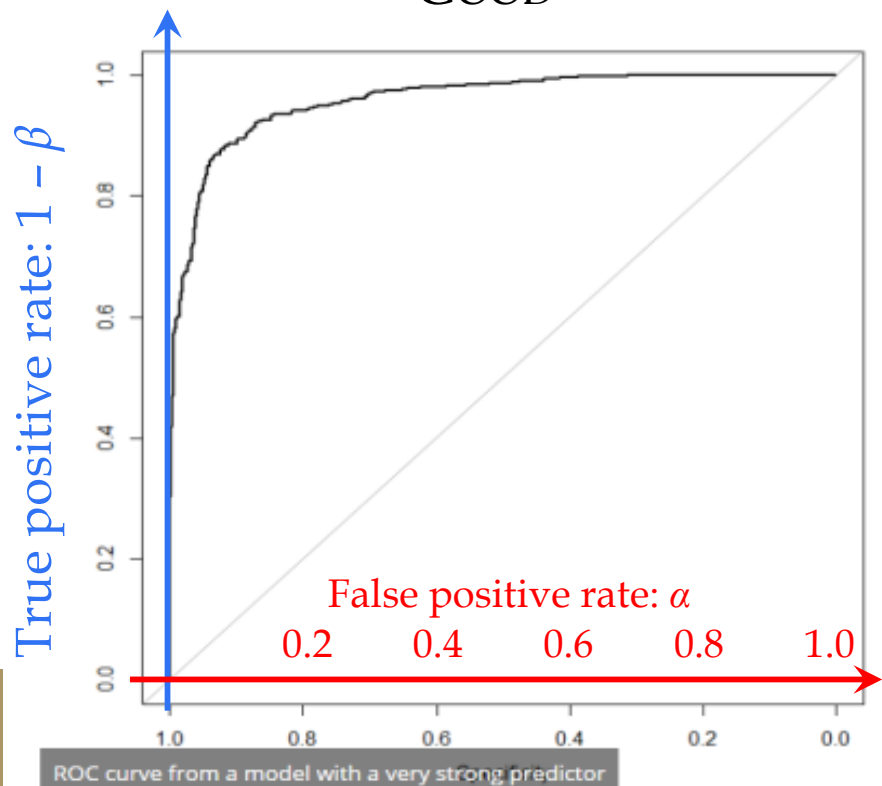 GOOD
True positive rate: 1 – β
1.0
0.8
0.6
0.4
0.2
0.0
False positive rate: α
0.2 0.4 0.6 0.8 1.0
1.0 0.8 0.6 0.4 0.2 0.0
ROC curve from a model with a very strong predictor